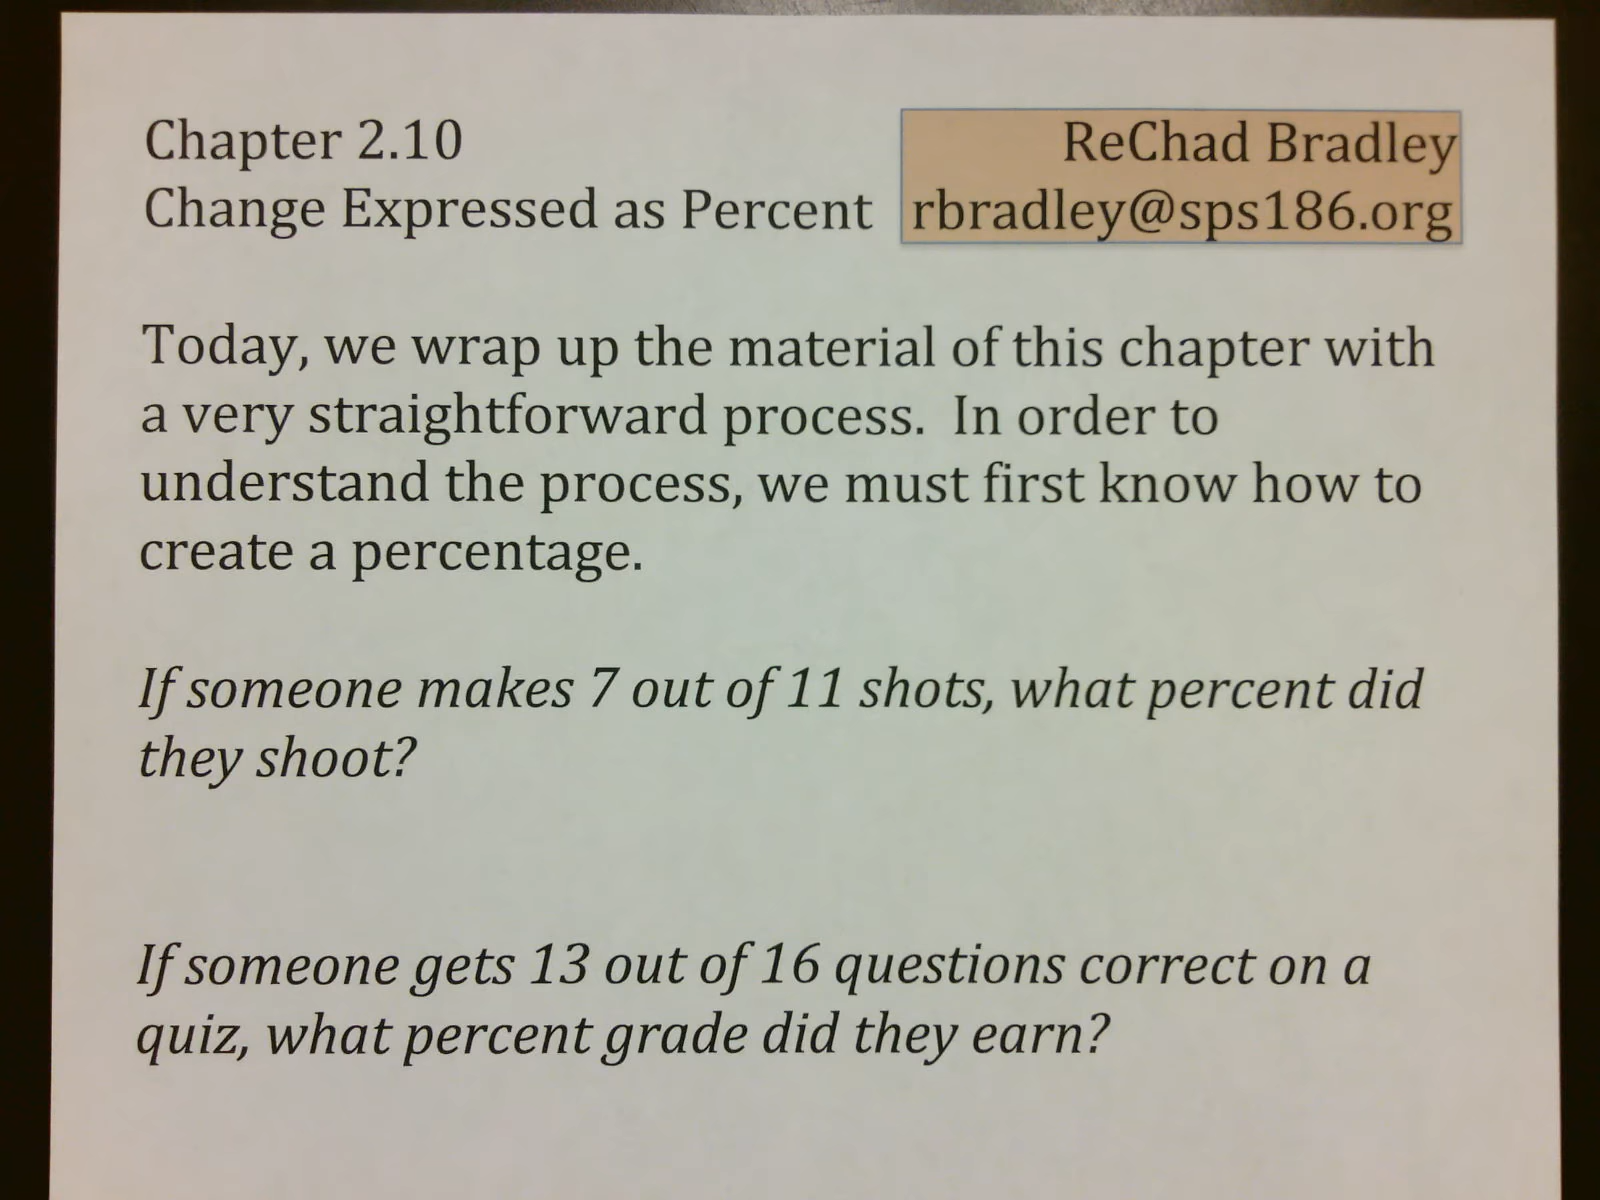 Chapter 2.10
Change Expressed as Percent
ReChad Bradley
rbradley@sps186.org
Today, we wrap up the material of this chapter with
a very straightforward process.  In order to
understand the process, we must first know how to
create a percentage.
If someone makes 7 out of 11 shots, what percent did
they shoot?
If someone gets 13 out of 16 questions correct on a
quiz, what percent grade did they earn?